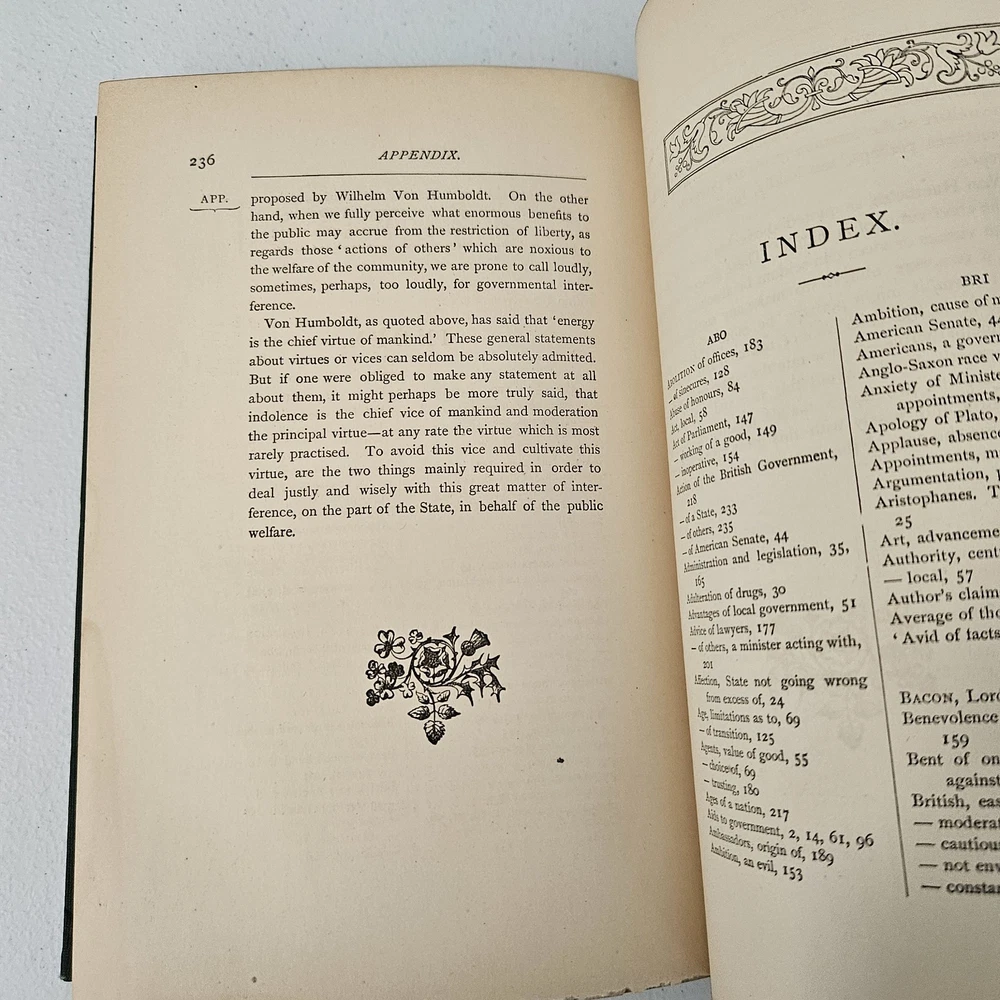 236
APPENDIX.
APP.
proposed by Wilhelm Von Humboldt. On the other
hand, when we fully perceive what enormous benefits to
the public may accrue from the restriction of liberty, as
regards those ‘actions of others’ which are noxious to
the welfare of the community, we are prone to call loudly,
sometimes, perhaps, too loudly, for governmental inter-
ference.
Von Humboldt, as quoted above, has said that ‘energy
is the chief virtue of mankind.’ These general statements
about virtues or vices can seldom be absolutely admitted.
But if one were obliged to make any statement at all
about them, it might perhaps be more truly said, that
indolence is the chief vice of mankind and moderation
the principal virtue—at any rate the virtue which is most
rarely practised. To avoid this vice and cultivate this
virtue, are the two things mainly required in order to
deal justly and wisely with this great matter of inter-
ference, on the part of the State, in behalf of the public
welfare.
INDEX.
ABO
ABOLITION of offices, 183
— of sinecures, 128
Abuse of honours, 84
Act, local, 58
Act of Parliament, 147
— working of a good, 149
— inoperative, 154
Action of the British Government,
218
— of a State, 233
— of others, 235
— of American Senate, 44
Administration and legislation, 35,
165
Adulteration of drugs, 30
Advantages of local government, 51
Advice of lawyers, 177
— of others, a minister acting with,
201
Affection, State not going wrong
from excess of, 24
Age, limitations as to, 69
— of transition, 125
Agents, value of good, 55
— choice of, 69
— trusting, 180
Ages of a nation, 217
Aids to government, 2, 14, 61, 96
Ambassadors, origin of, 189
Ambition, an evil, 153
BRI
Ambition, cause of
American Senate, 44
Americans, a
Anglo-Saxon race
Anxiety of
appointments,
Apology of Plato,
Applause,
Appointments,
Argumentation,
Aristophanes.
25
Art,
Authority,
— local, 57
Author's
Average of
‘Avid of facts
BACON,
Benevolence
159
Bent of
against
British,
—
— cautious
— not
—